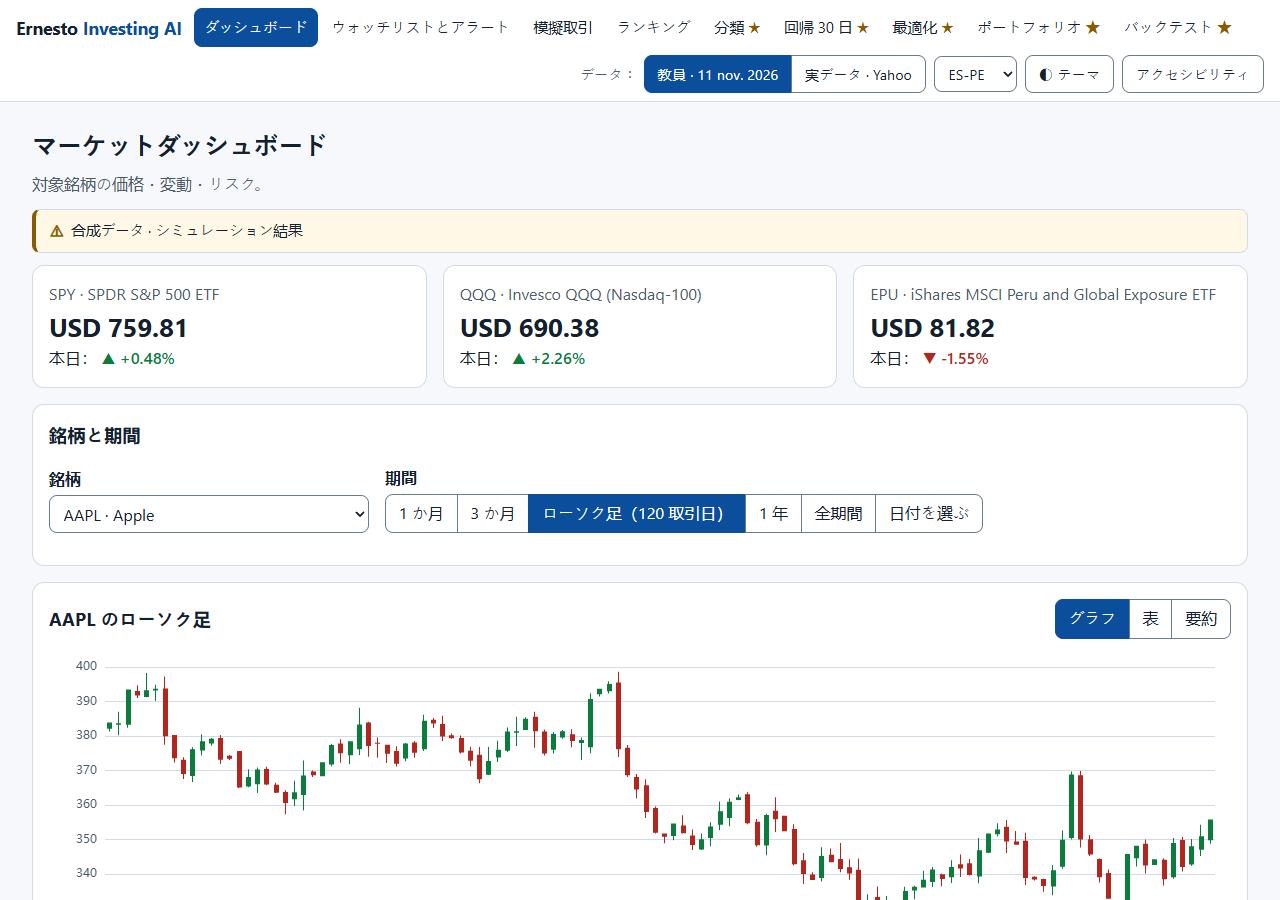 Ernesto Investing AI ダッシュボード ウォッチリストとアラート 模擬取引 ランキング 分類 ★ 回帰 30 日 ★ 最適化 ★ ポートフォリオ ★ バックテスト ★
データ： 教員 · 11 nov. 2026 実データ · Yahoo ES-PE ◐ テーマ アクセシビリティ
マーケットダッシュボード
対象銘柄の価格 · 変動 · リスク。
⚠ 合成データ · シミュレーション結果
SPY · SPDR S&P 500 ETF
USD 759.81
本日： ▲ +0.48%
QQQ · Invesco QQQ (Nasdaq-100)
USD 690.38
本日： ▲ +2.26%
EPU · iShares MSCI Peru and Global Exposure ETF
USD 81.82
本日： ▼ -1.55%
銘柄と期間
銘柄
AAPL · Apple
期間
1 か月 3 か月 ローソク足（120 取引日） 1 年 全期間 日付を選ぶ
AAPL のローソク足
グラフ 表 要約
400
390
380
370
360
350
340